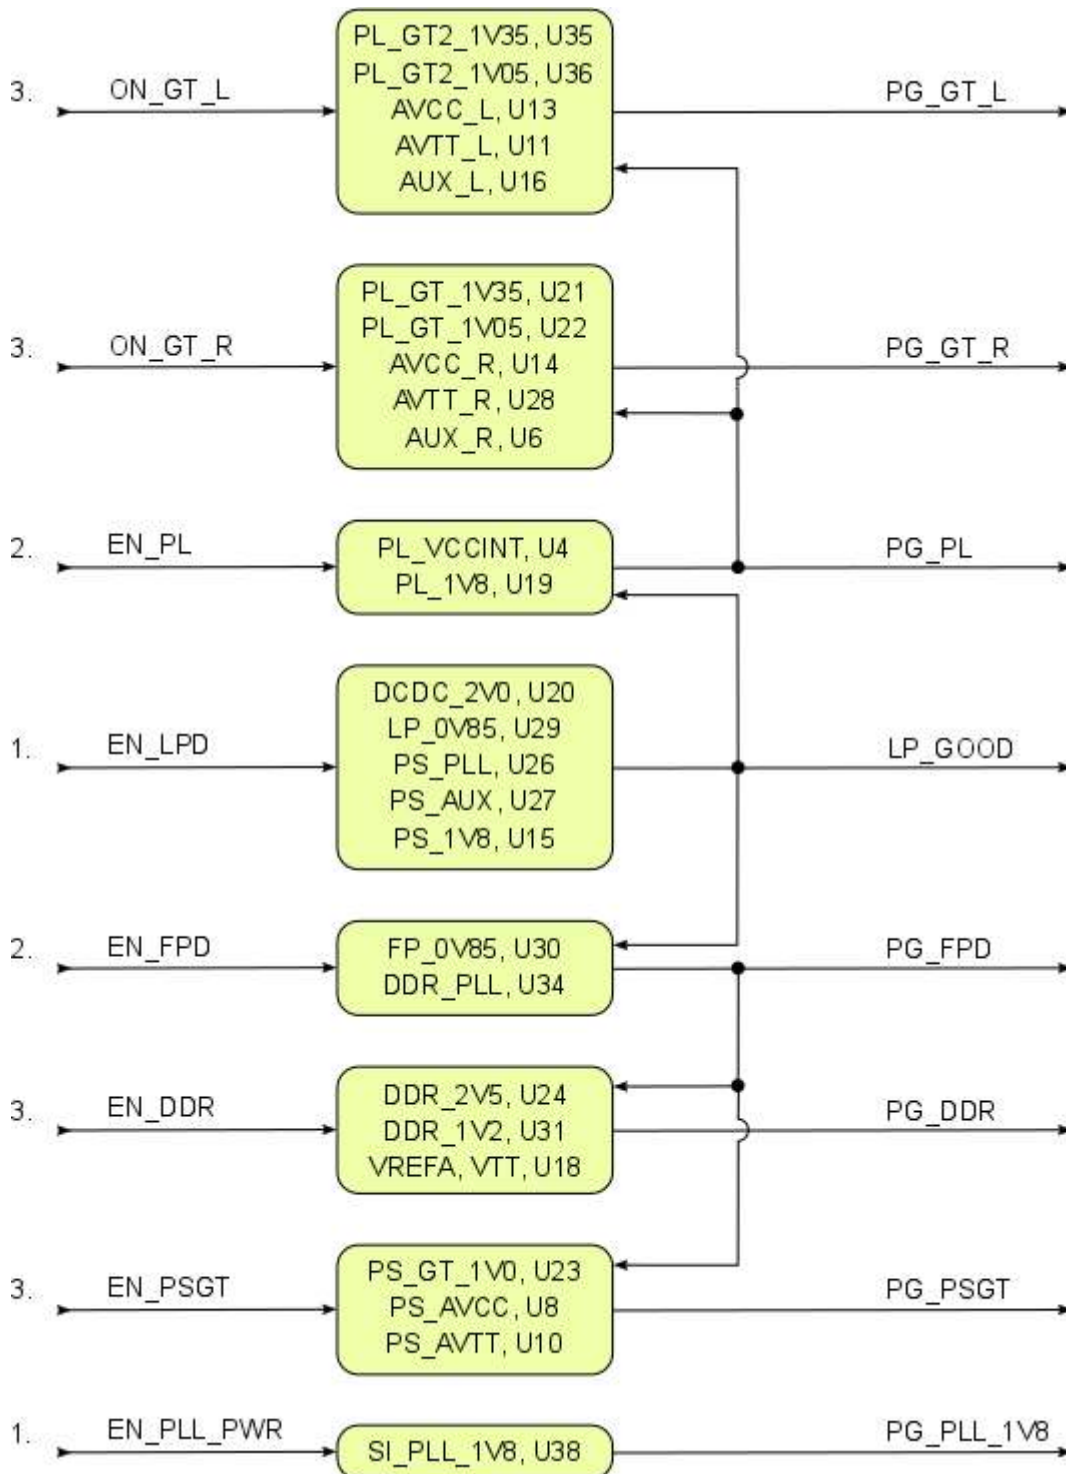 PL_GT2_1V35, U35
PL_GT2_1V05, U36
3. ON_GT_L AVCC_L, U13 PG_GT_L
AVTT_L, U11
AUX_L, U16
PL_GT_1V35, U21
PL_GT_1V05, U22
3. ON_GT_R AVCC_R, U14 PG_GT_R
AVTT_R, U28
AUX_R, U6
2. EN_PL PL_VCCINT, U4 PG_PL
PL_1V8, U19
DCDC_2V0, U20
LP_0V85, U29
1. EN_LPD PS_PLL, U26 LP_GOOD
PS_AUX, U27
PS_1V8, U15
2. EN_FPD FP_0V85, U30 PG_FPD
DDR_PLL, U34
DDR_2V5, U24
3. EN_DDR DDR_1V2, U31 PG_DDR
VREFA, VTT, U18
PS_GT_1V0, U23
3. EN_PSGT PS_AVCC, U8 PG_PSGT
PS_AVTT, U10
1. EN_PLL_PWR SI_PLL_1V8, U38 PG_PLL_1V8